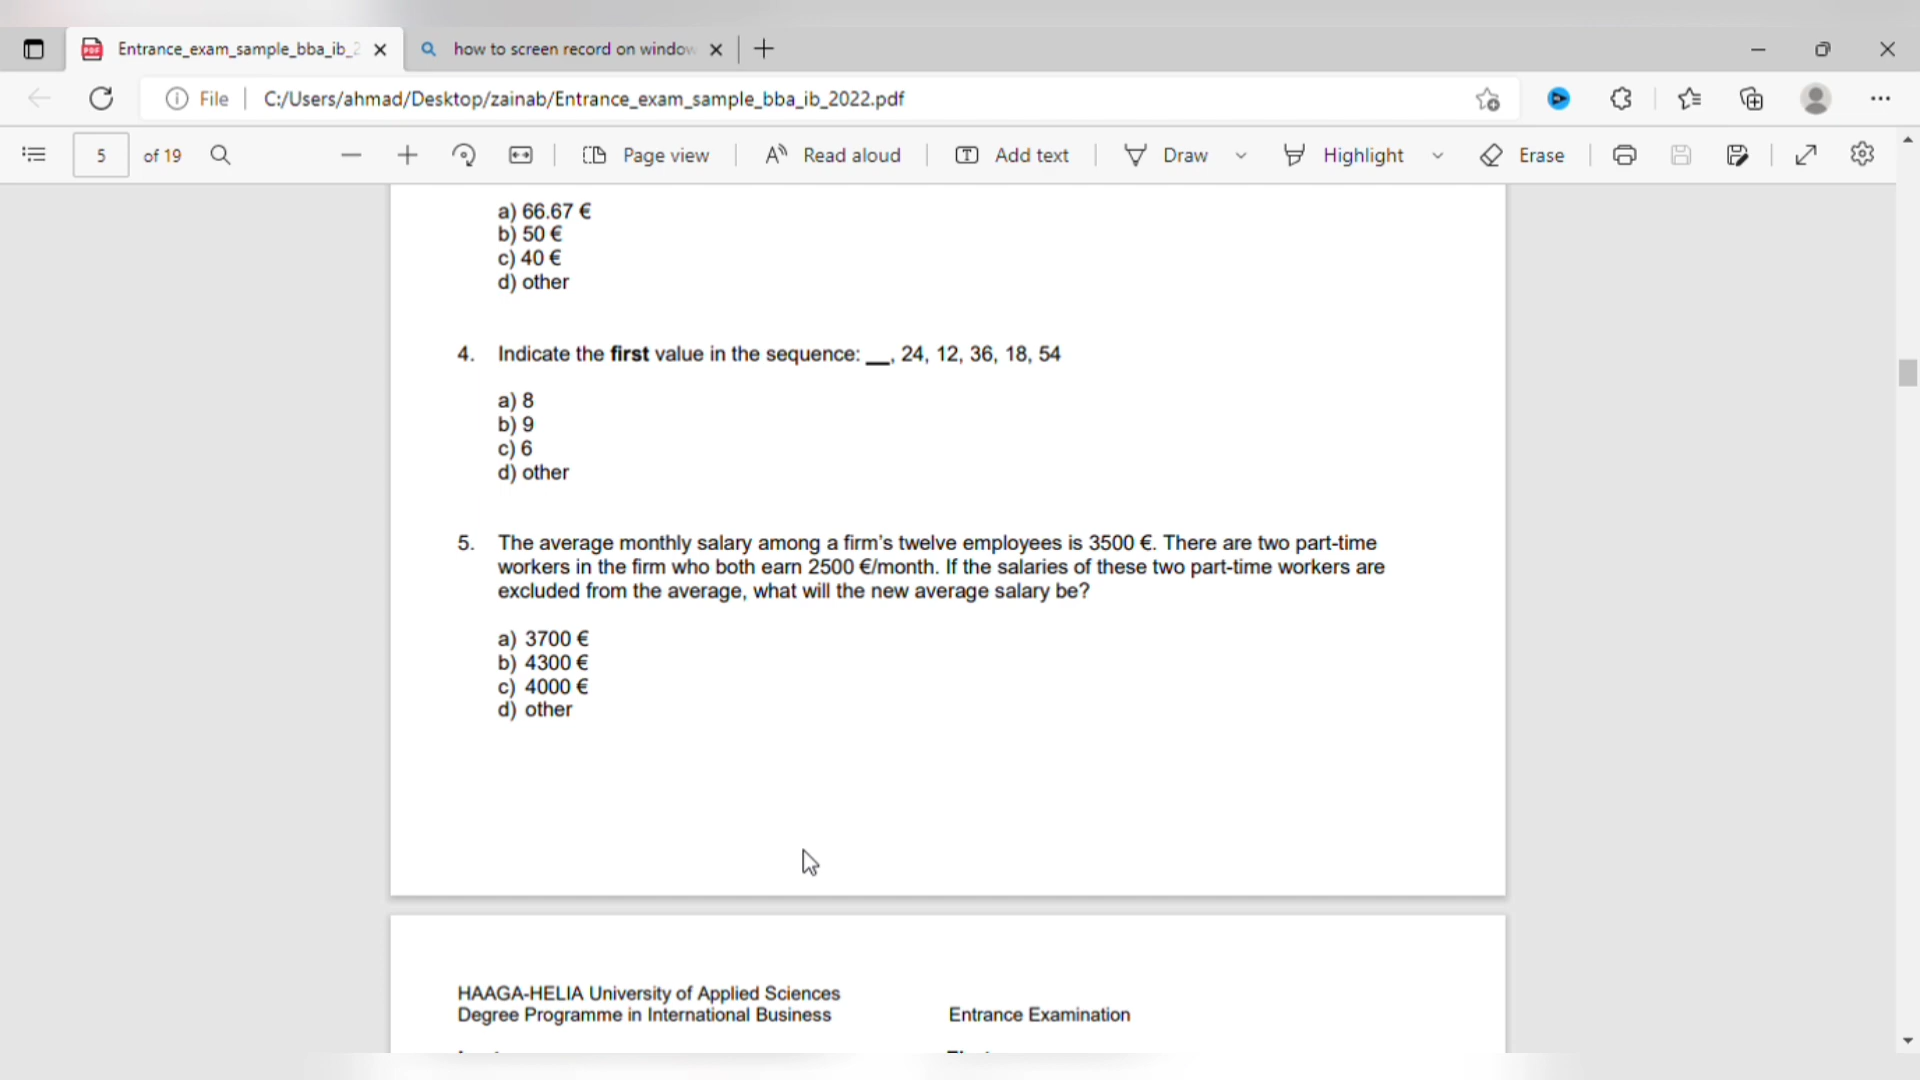 Entrance_exam_sample_bba_ib_2
how to screen record on window
File
C:/Users/ahmad/Desktop/zainab/Entrance_exam_sample_bba_ib_2022.pdf
5 of 19
Page view
Read aloud
Add text
Draw
Highlight
Erase
a) 66.67 €
b) 50 €
c) 40 €
d) other
4. Indicate the first value in the sequence: __, 24, 12, 36, 18, 54
a) 8
b) 9
c) 6
d) other
5. The average monthly salary among a firm's twelve employees is 3500 €. There are two part-time
workers in the firm who both earn 2500 €/month. If the salaries of these two part-time workers are
excluded from the average, what will the new average salary be?
a) 3700 €
b) 4300 €
c) 4000 €
d) other
HAAGA-HELIA University of Applied Sciences
Degree Programme in International Business
Entrance Examination